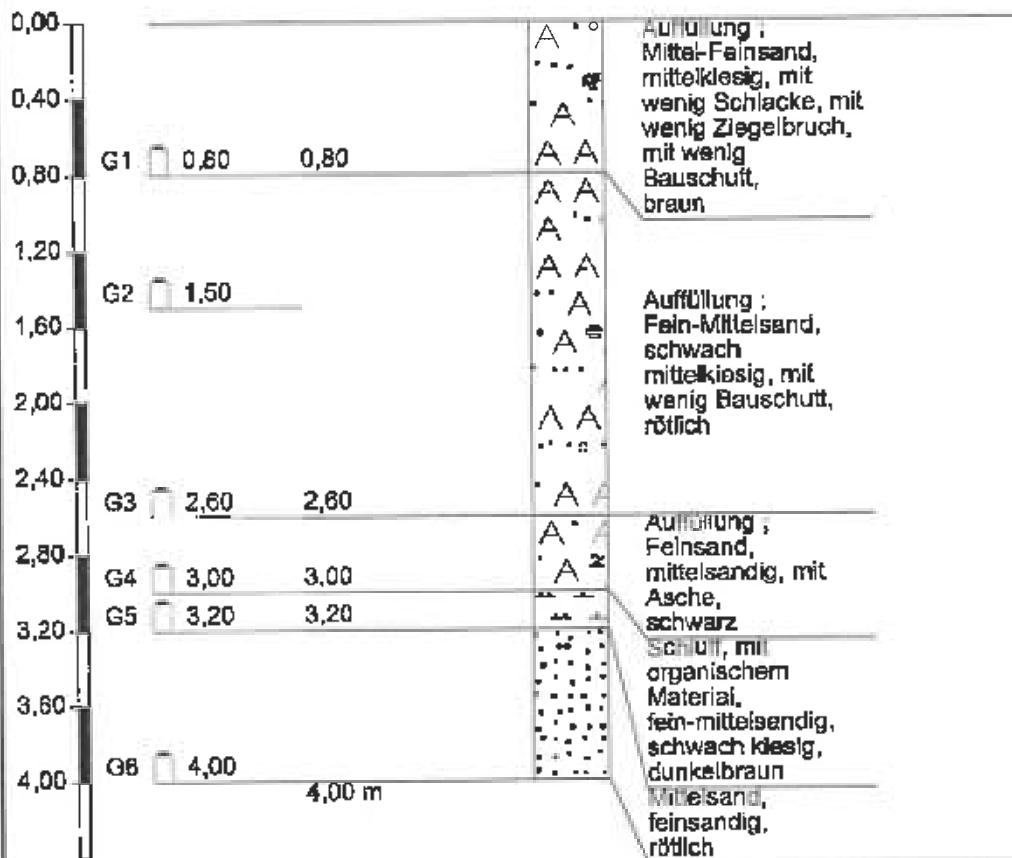 0,00
0,40
0,80
1,20
1,60
2,00
2,40
2,80
3,20
3,60
4,00
G1 0,80 0,80
G2 1,50
G3 2,60 2,60
G4 3,00 3,00
G5 3,20 3,20
G6 4,00
4,00 m
A
A
A A
A A
A
A A
A
A
A A
A
A
A
Auffüllung ;
Mittel-Feinsand,
mittelkiesig, mit
wenig Schlacke, mit
wenig Ziegelbruch,
mit wenig
Bauschutt,
braun
Auffüllung ;
Fein-Mittelsand,
schwach
mittelkiesig, mit
wenig Bauschutt,
rötlich
Auffüllung ;
Feinsand,
mittelsandig, mit
Asche,
schwarz
Schluff, mit
organischem
Material,
fein-mittelsandig,
schwach kiesig,
dunkelbraun
Mittelsand,
feinsandig,
rötlich